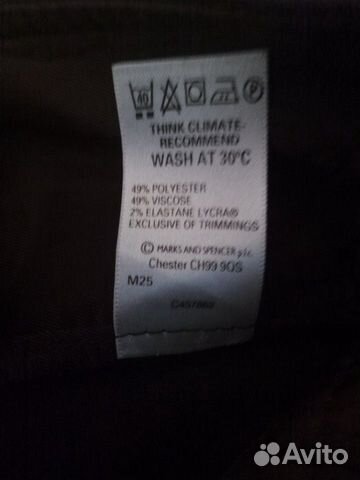 40 P
THINK CLIMATE-
RECOMMEND
WASH AT 30°C
49% POLYESTER
49% VISCOSE
2% ELASTANE LYCRA®
EXCLUSIVE OF TRIMMINGS
© MARKS AND SPENCER p.l.c.
Chester CH99 9QS
M25
Avito